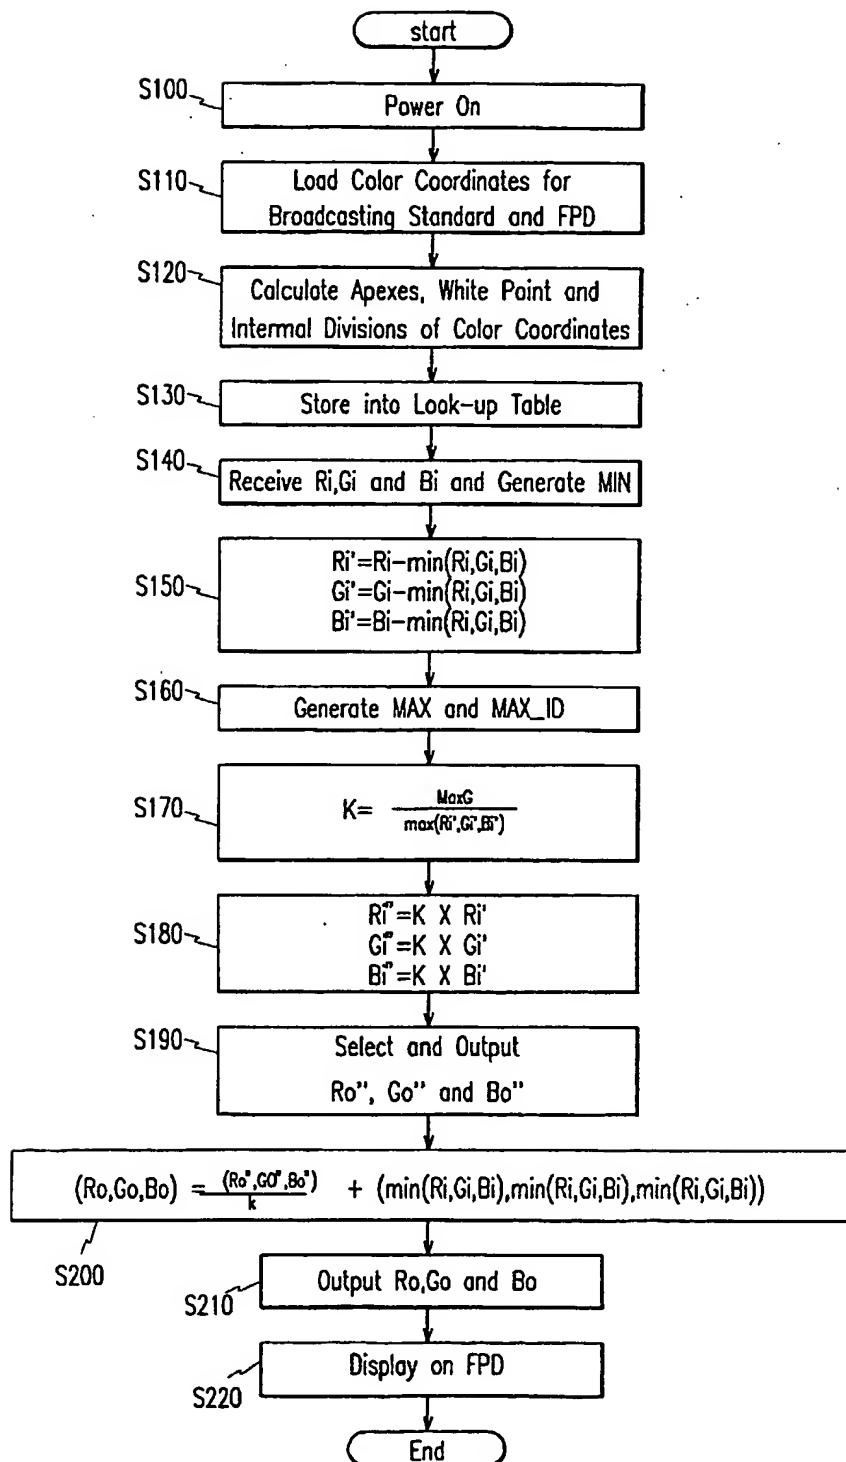 start
S100
Power On
S110
Load Color Coordinates for
Broadcasting Standard and FPD
S120
Calculate Apexes, White Point and
Internal Divisions of Color Coordinates
S130
Store into Look-up Table
S140
Receive Ri,Gi and Bi and Generate MIN
S150
Ri'=Ri-min(Ri,Gi,Bi)
Gi'=Gi-min(Ri,Gi,Bi)
Bi'=Bi-min(Ri,Gi,Bi)
S160
Generate MAX and MAX_ID
S170
K= MaxG
max(Ri',Gi',Bi')
S180
Ri"=K X Ri'
Gi"=K X Gi'
Bi"=K X Bi'
S190
Select and Output
Ro", Go" and Bo"
(Ro,Go,Bo) = (Ro",GO",Bo") + (min(Ri,Gi,Bi),min(Ri,Gi,Bi),min(Ri,Gi,Bi))
k
S200
S210
Output Ro,Go and Bo
S220
Display on FPD
End